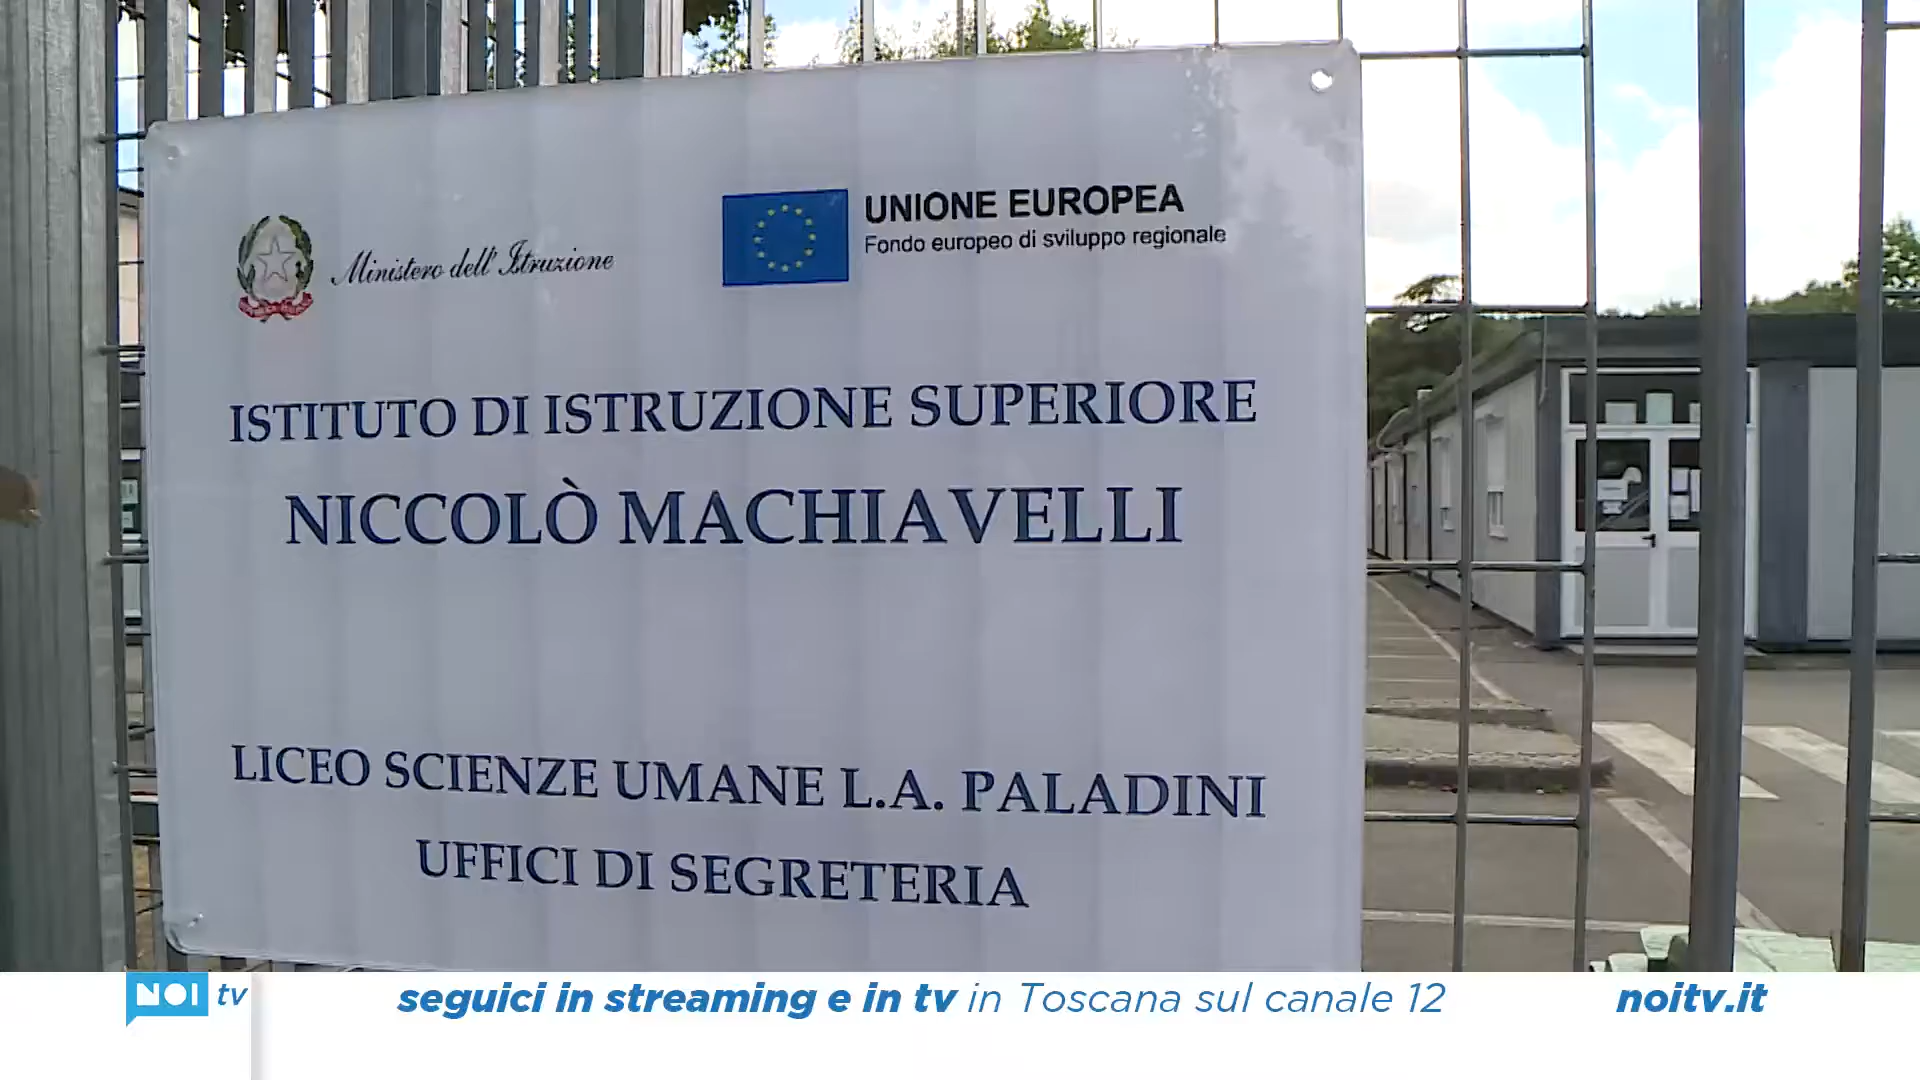 Ministero dell'Istruzione
UNIONE EUROPEA
Fondo europeo di sviluppo regionale
ISTITUTO DI ISTRUZIONE SUPERIORE
NICCOLÒ MACHIAVELLI
LICEO SCIENZE UMANE L.A. PALADINI
UFFICI DI SEGRETERIA
NOI tv
seguici in streaming e in tv in Toscana sul canale 12
noitv.it